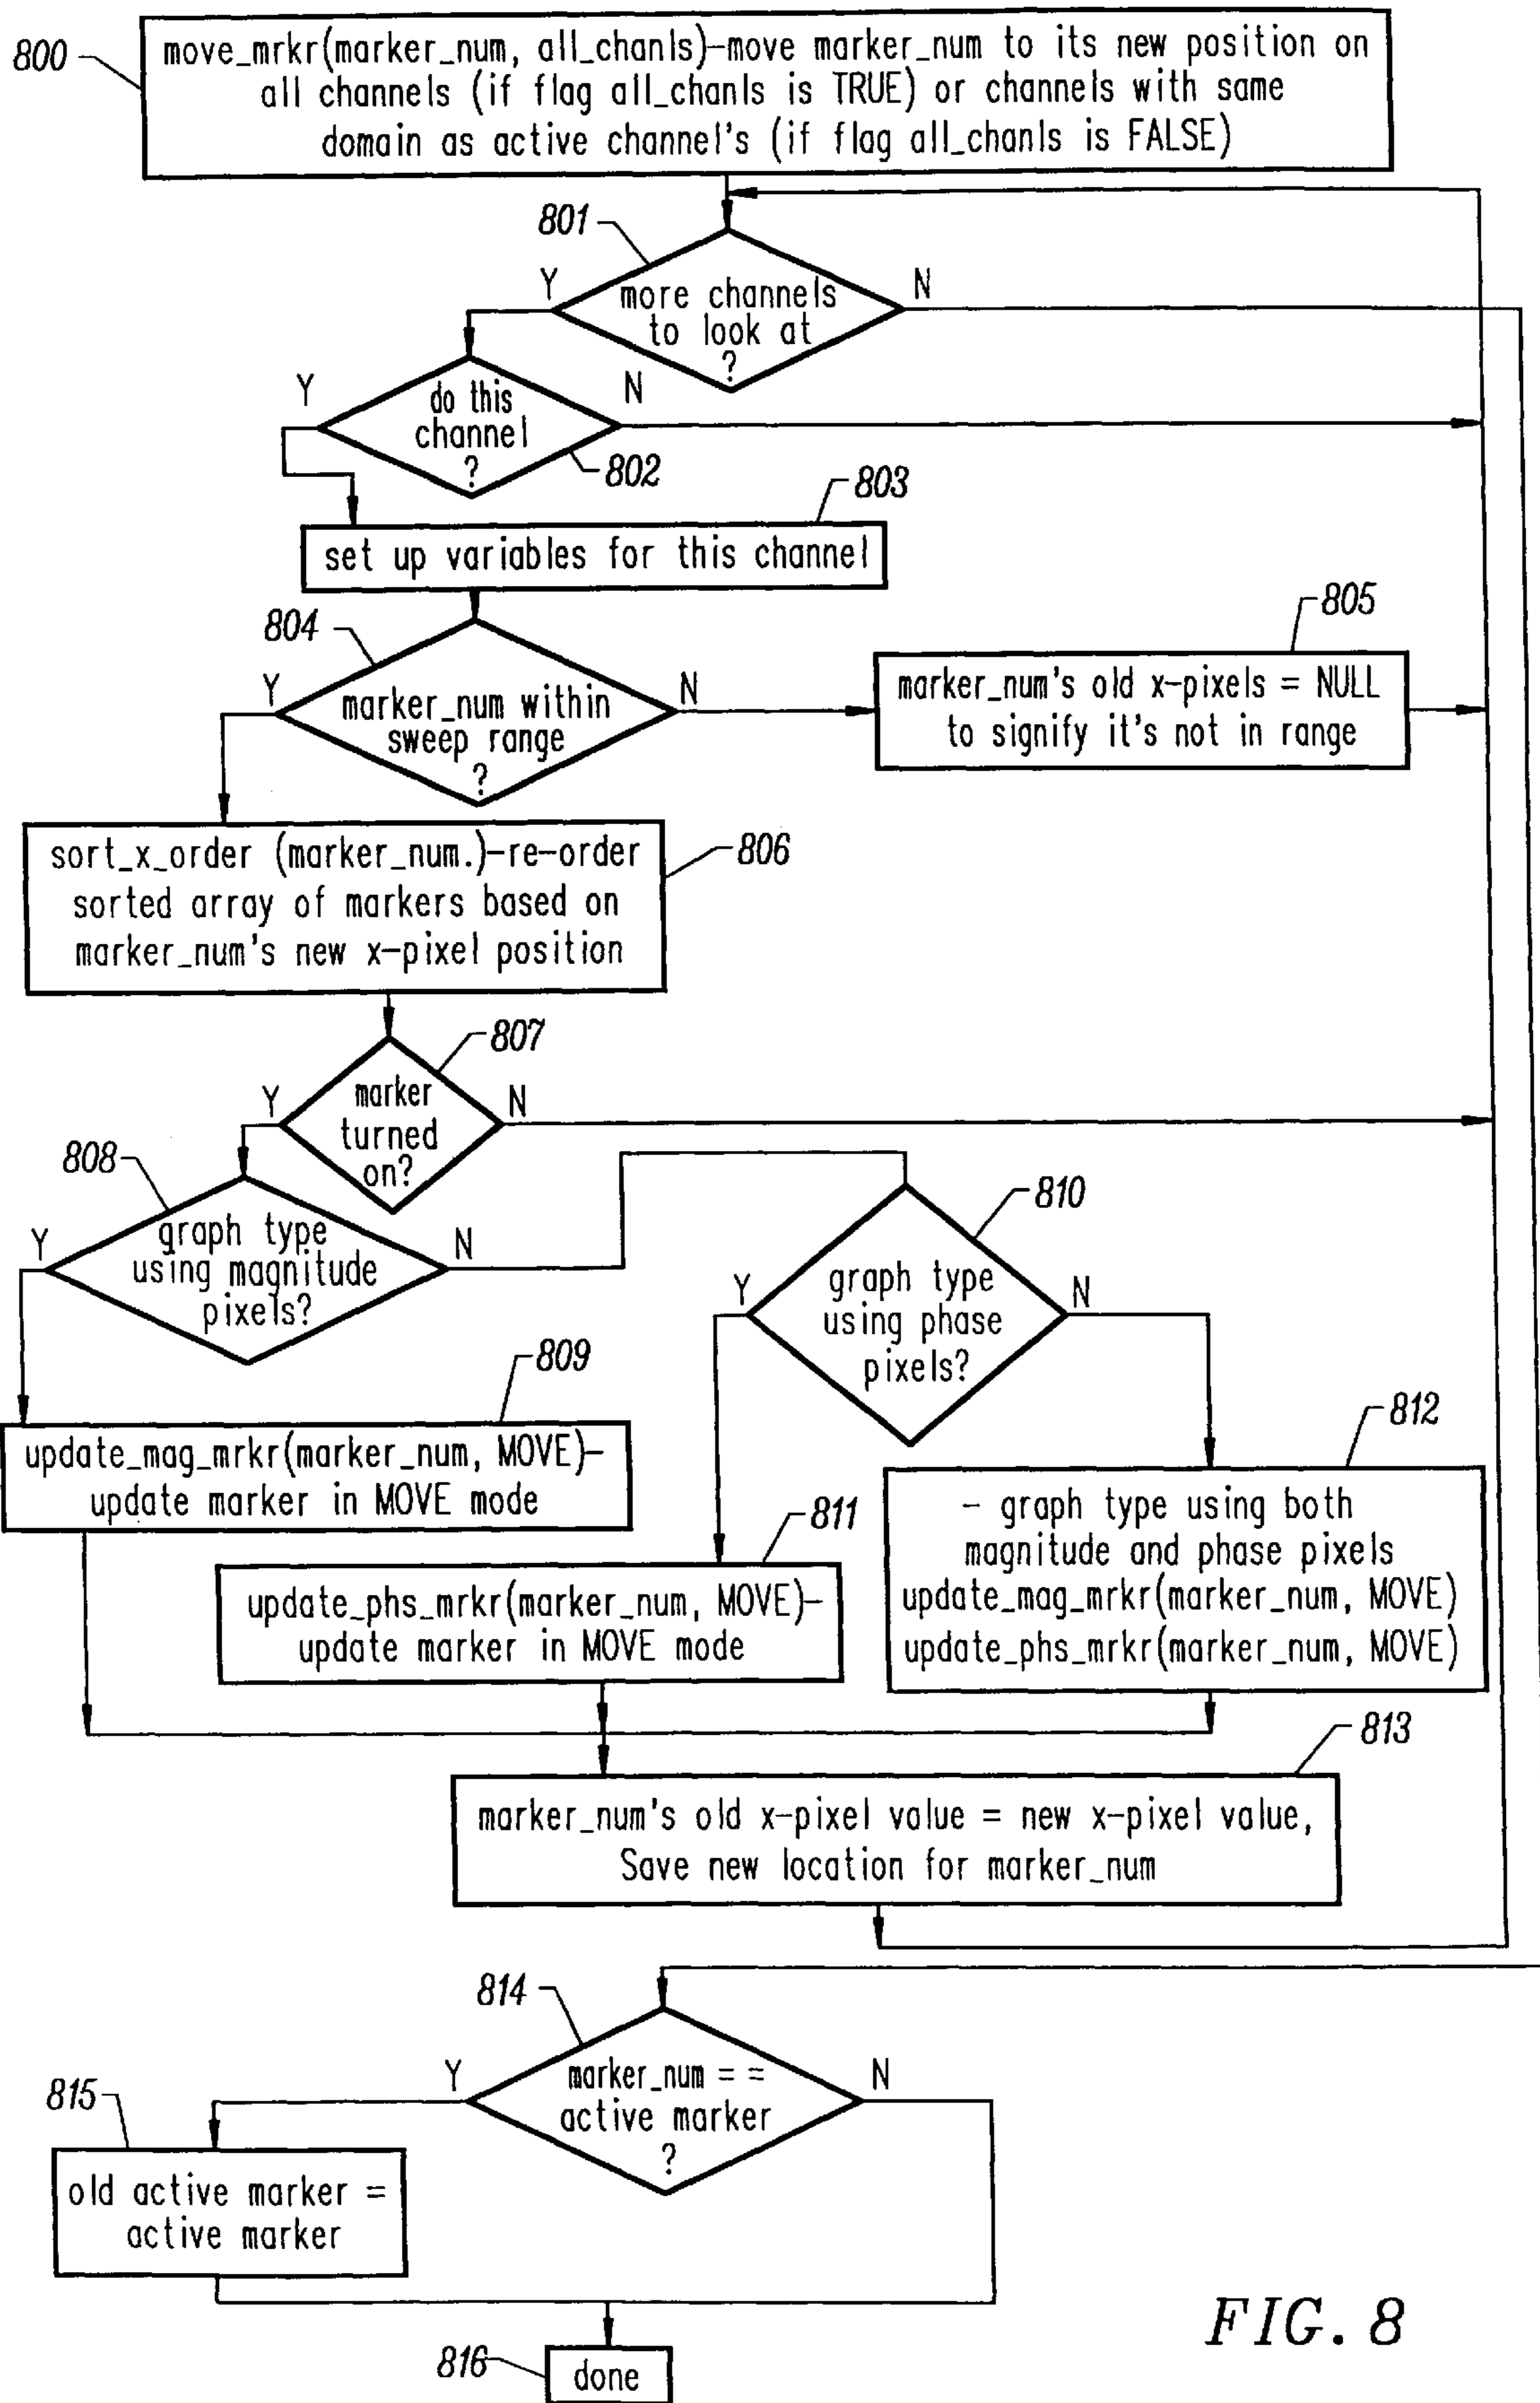 800
move_mrkr(marker_num, all_chanls)-move marker_num to its new position on
all channels (if flag all_chanls is TRUE) or channels with same
domain as active channel's (if flag all_chanls is FALSE)
801
Y
N
more channels
to look at
?
Y
N
do this
channel
?
802
803
set up variables for this channel
804
Y
N
marker_num within
sweep range
?
805
marker_num's old x-pixels = NULL
to signify it's not in range
806
sort_x_order (marker_num.)-re-order
sorted array of markers based on
marker_num's new x-pixel position
807
Y
N
marker
turned
on?
808
Y
N
graph type
using magnitude
pixels?
810
Y
N
graph type
using phase
pixels?
809
update_mag_mrkr(marker_num, MOVE)-
update marker in MOVE mode
811
update_phs_mrkr(marker_num, MOVE)-
update marker in MOVE mode
812
- graph type using both
magnitude and phase pixels
update_mag_mrkr(marker_num, MOVE)
update_phs_mrkr(marker_num, MOVE)
813
marker_num's old x-pixel value = new x-pixel value,
Save new location for marker_num
814
Y
N
marker_num = =
active marker
?
815
old active marker =
active marker
816
done
FIG. 8